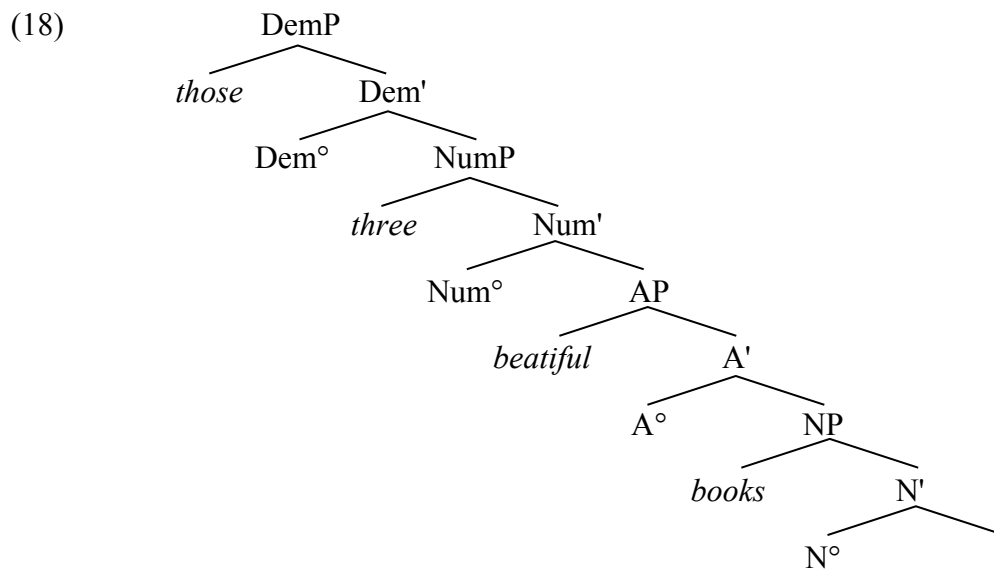 (18) DemP
those Dem'
Dem° NumP
three Num'
Num° AP
beatiful A'
A° NP
books N'
N°